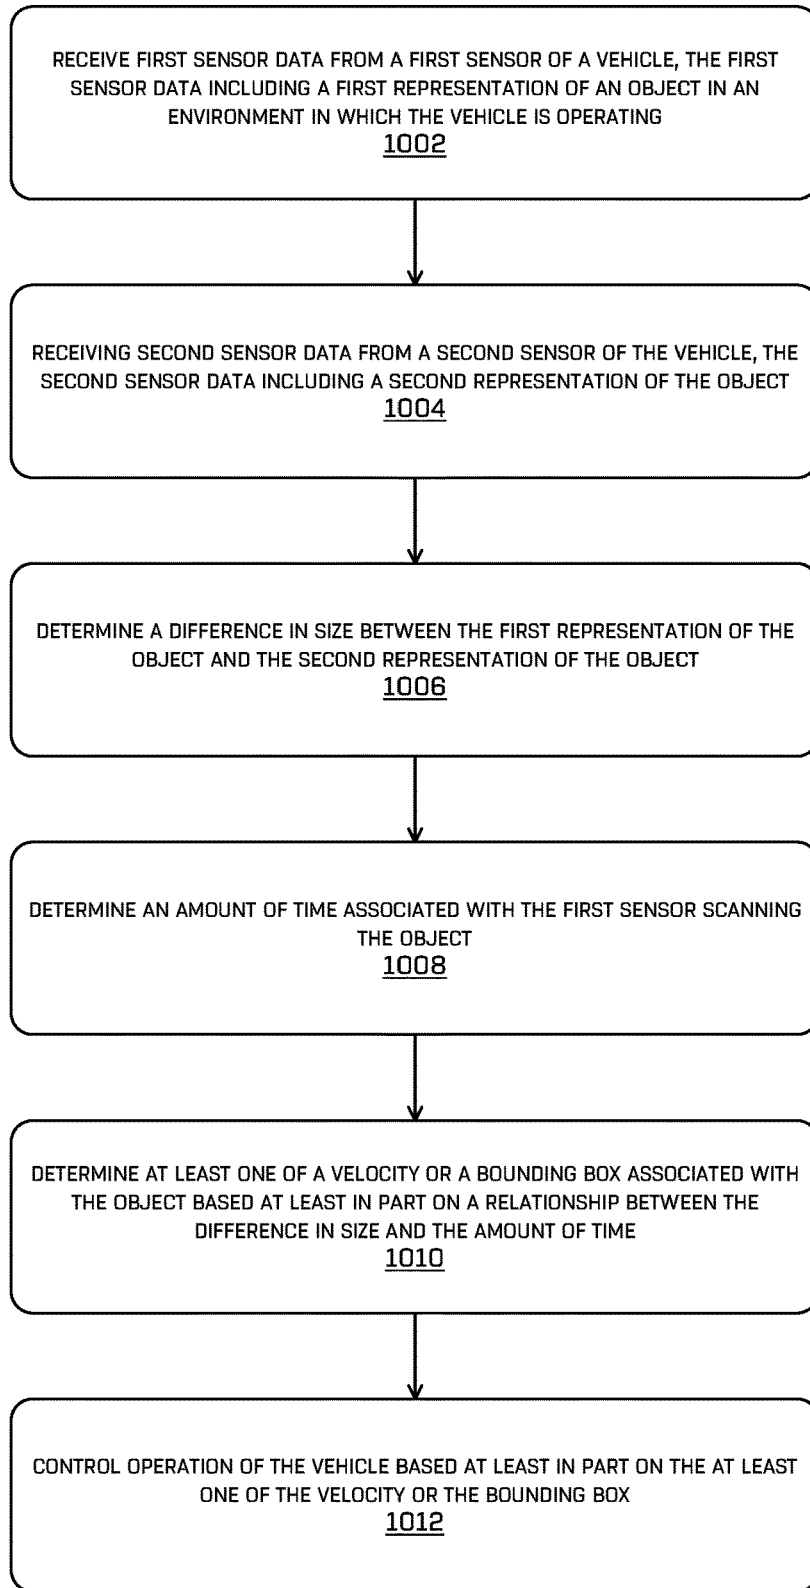 RECEIVE FIRST SENSOR DATA FROM A FIRST SENSOR OF A VEHICLE, THE FIRST
SENSOR DATA INCLUDING A FIRST REPRESENTATION OF AN OBJECT IN AN
ENVIRONMENT IN WHICH THE VEHICLE IS OPERATING
1002
RECEIVING SECOND SENSOR DATA FROM A SECOND SENSOR OF THE VEHICLE, THE
SECOND SENSOR DATA INCLUDING A SECOND REPRESENTATION OF THE OBJECT
1004
DETERMINE A DIFFERENCE IN SIZE BETWEEN THE FIRST REPRESENTATION OF THE
OBJECT AND THE SECOND REPRESENTATION OF THE OBJECT
1006
DETERMINE AN AMOUNT OF TIME ASSOCIATED WITH THE FIRST SENSOR SCANNING
THE OBJECT
1008
DETERMINE AT LEAST ONE OF A VELOCITY OR A BOUNDING BOX ASSOCIATED WITH
THE OBJECT BASED AT LEAST IN PART ON A RELATIONSHIP BETWEEN THE
DIFFERENCE IN SIZE AND THE AMOUNT OF TIME
1010
CONTROL OPERATION OF THE VEHICLE BASED AT LEAST IN PART ON THE AT LEAST
ONE OF THE VELOCITY OR THE BOUNDING BOX
1012